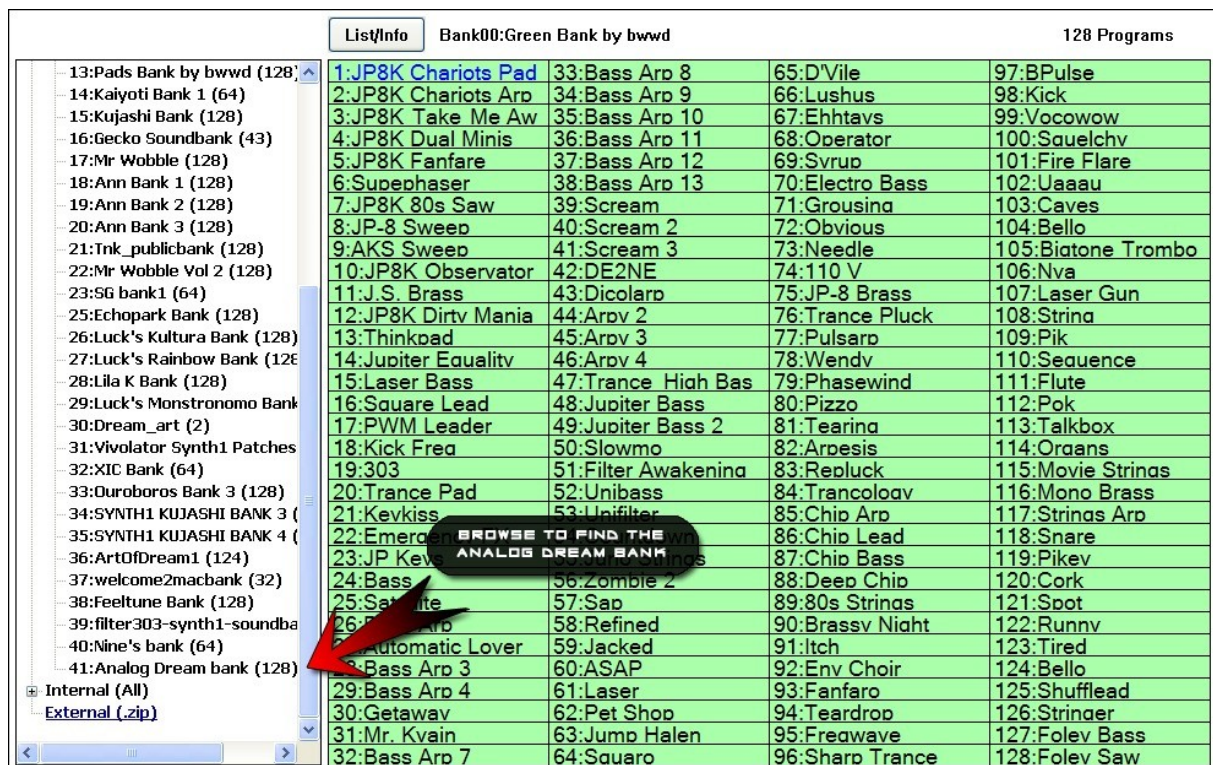 List/Info
Bank00:Green Bank by bwwd
128 Programs
13:Pads Bank by bwwd (128)
14:Kaiyoti Bank 1 (64)
15:Kujashi Bank (128)
16:Gecko Soundbank (43)
17:Mr Wobble (128)
18:Ann Bank 1 (128)
19:Ann Bank 2 (128)
20:Ann Bank 3 (128)
21:Tnk_publicbank (128)
22:Mr Wobble Vol 2 (128)
23:SG bank1 (64)
25:Echopark Bank (128)
26:Luck's Kultura Bank (128)
27:Luck's Rainbow Bank (128
28:Lila K Bank (128)
29:Luck's Monstronomo Bank
30:Dream_art (2)
31:Vivolator Synth1 Patches
32:XIC Bank (64)
33:Ouroboros Bank 3 (128)
34:SYNTH1 KUJASHI BANK 3 (
35:SYNTH1 KUJASHI BANK 4 (
36:ArtOfDream1 (124)
37:welcome2macbank (32)
38:Feeltune Bank (128)
39:filter303-synth1-soundba
40:Nine's bank (64)
41:Analog Dream bank (128)
Internal (All)
External (.zip)
1:JP8K Chariots Pad
2:JP8K Chariots Arp
3:JP8K Take Me Aw
4:JP8K Dual Minis
5:JP8K Fanfare
6:Supephaser
7:JP8K 80s Saw
8:JP-8 Sweep
9:AKS Sweep
10:JP8K Observator
11:J.S. Brass
12:JP8K Dirty Mania
13:Thinkpad
14:Jupiter Equality
15:Laser Bass
16:Square Lead
17:PWM Leader
18:Kick Freq
19:303
20:Trance Pad
21:Keykiss
22:Emergen
23:JP Keys
24:Bass
25:Sat ite
26: Arp
Automatic Lover
28:Bass Arp 3
29:Bass Arp 4
30:Getaway
31:Mr. Kvain
32:Bass Arp 7
33:Bass Arp 8
34:Bass Arp 9
35:Bass Arp 10
36:Bass Arp 11
37:Bass Arp 12
38:Bass Arp 13
39:Scream
40:Scream 2
41:Scream 3
42:DE2NE
43:Dicolarp
44:Arpy 2
45:Arpy 3
46:Arpy 4
47:Trance High Bas
48:Jupiter Bass
49:Jupiter Bass 2
50:Slowmo
51:Filter Awakening
52:Unibass
53:Unifilter
BROWSE TO FIND THE
ANALOG DREAM BANK
56:Zombie 2
57:Sap
58:Refined
59:Jacked
60:ASAP
61:Laser
62:Pet Shop
63:Jump Halen
64:Squaro
65:D'Vile
66:Lushus
67:Ehhtays
68:Operator
69:Syrup
70:Electro Bass
71:Grousing
72:Obvious
73:Needle
74:110 V
75:JP-8 Brass
76:Trance Pluck
77:Pulsarp
78:Wendy
79:Phasewind
80:Pizzo
81:Tearing
82:Arpesis
83:Repluck
84:Trancology
85:Chip Arp
86:Chip Lead
87:Chip Bass
88:Deep Chip
89:80s Strings
90:Brassy Night
91:Itch
92:Env Choir
93:Fanfaro
94:Teardrop
95:Freqwave
96:Sharp Trance
97:BPulse
98:Kick
99:Vocowow
100:Squelchy
101:Fire Flare
102:Uaaau
103:Caves
104:Bello
105:Bigtone Trombo
106:Nva
107:Laser Gun
108:String
109:Pik
110:Sequence
111:Flute
112:Pok
113:Talkbox
114:Organs
115:Movie Strings
116:Mono Brass
117:Strings Arp
118:Snare
119:Pikey
120:Cork
121:Spot
122:Runny
123:Tired
124:Bello
125:Shufflead
126:Stringer
127:Foley Bass
128:Foley Saw